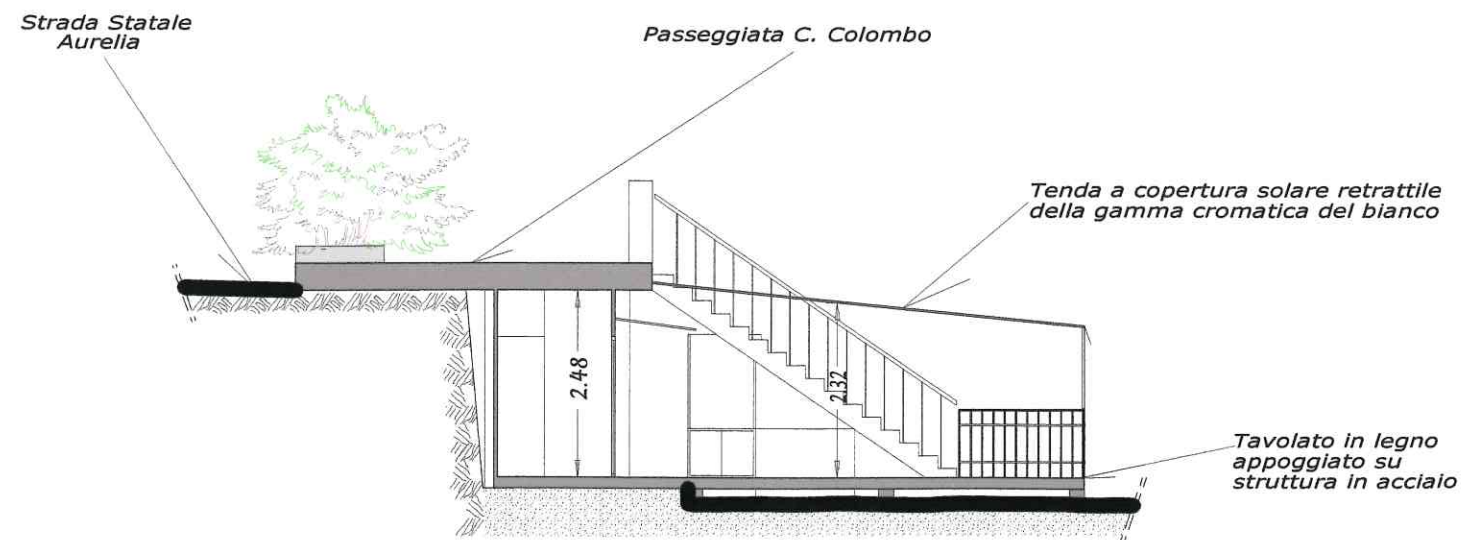 Strada Statale
Aurelia
Passeggiata C. Colombo
Tenda a copertura solare retrattile
della gamma cromatica del bianco
2.48
2.32
Tavolato in legno
appoggiato su
struttura in acciaio